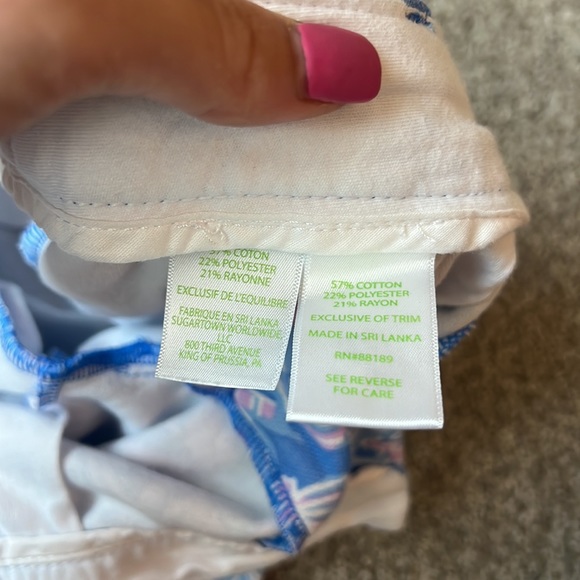 57% COTON
22% POLYESTER
21% RAYONNE
EXCLUSIF DE L'EQUILIBRE
FABRIQUE EN SRI LANKA
SUGARTOWN WORLDWIDE
LLC
800 THIRD AVENUE
KING OF PRUSSIA, PA
57% COTTON
22% POLYESTER
21% RAYON
EXCLUSIVE OF TRIM
MADE IN SRI LANKA
RN#88189
SEE REVERSE
FOR CARE